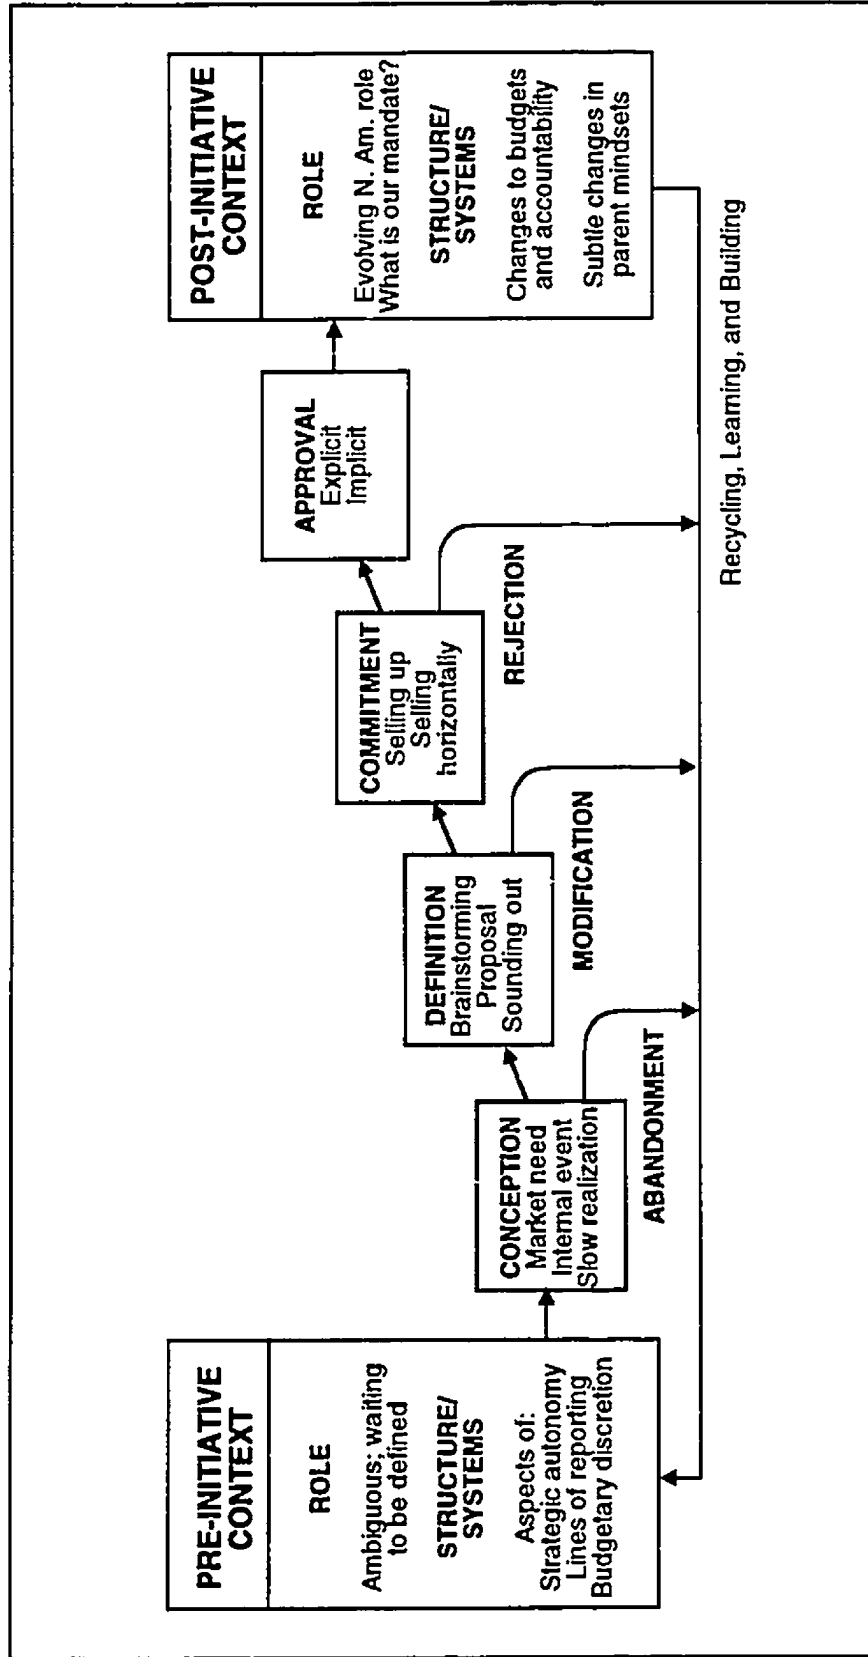 PRE-INITIATIVE
CONTEXT
ROLE
Ambiguous; waiting
to be defined
STRUCTURE/
SYSTEMS
Aspects of:
Strategic autonomy
Lines of reporting
Budgetary discretion
CONCEPTION
Market need
Internal event
Slow realization
ABANDONMENT
DEFINITION
Brainstorming
Proposal
Sounding out
MODIFICATION
COMMITMENT
Selling up
Selling
horizontally
REJECTION
APPROVAL
Explicit
Implicit
POST-INITIATIVE
CONTEXT
ROLE
Evolving N. Am. role
What is our mandate?
STRUCTURE/
SYSTEMS
Changes to budgets
and accountability
Subtle changes in
parent mindsets
Recycling, Learning, and Building